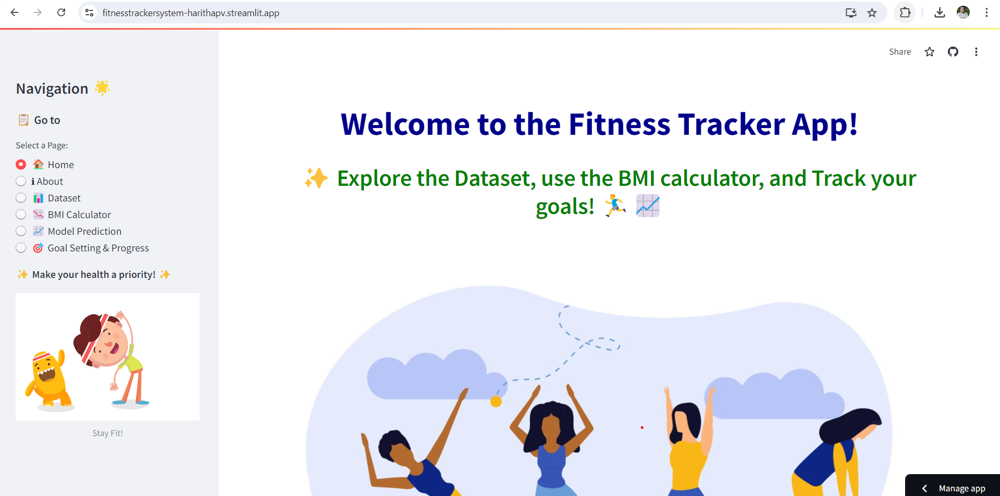 fitnesstrackersystem-harithapv.streamlit.app
Share
Navigation 🌟
📋 Go to
Select a Page:
🏠 Home
ℹ About
📊 Dataset
📉 BMI Calculator
📈 Model Prediction
🎯 Goal Setting & Progress
✨ Make your health a priority! ✨
Stay Fit!
Welcome to the Fitness Tracker App!
✨ Explore the Dataset, use the BMI calculator, and Track your
goals! 🏃 📈
Manage app